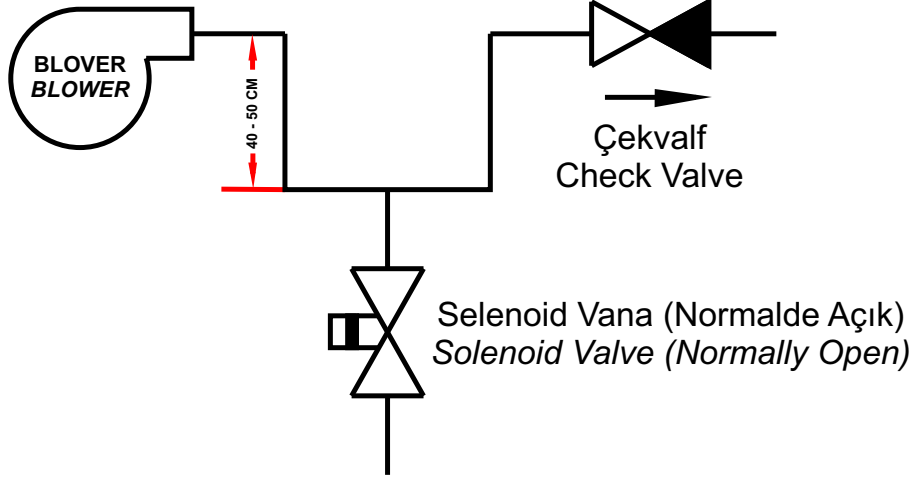 BLOVER
BLOWER
40 - 50 CM
Çekvalf
Check Valve
Selenoid Vana (Normalde Açık)
Solenoid Valve (Normally Open)